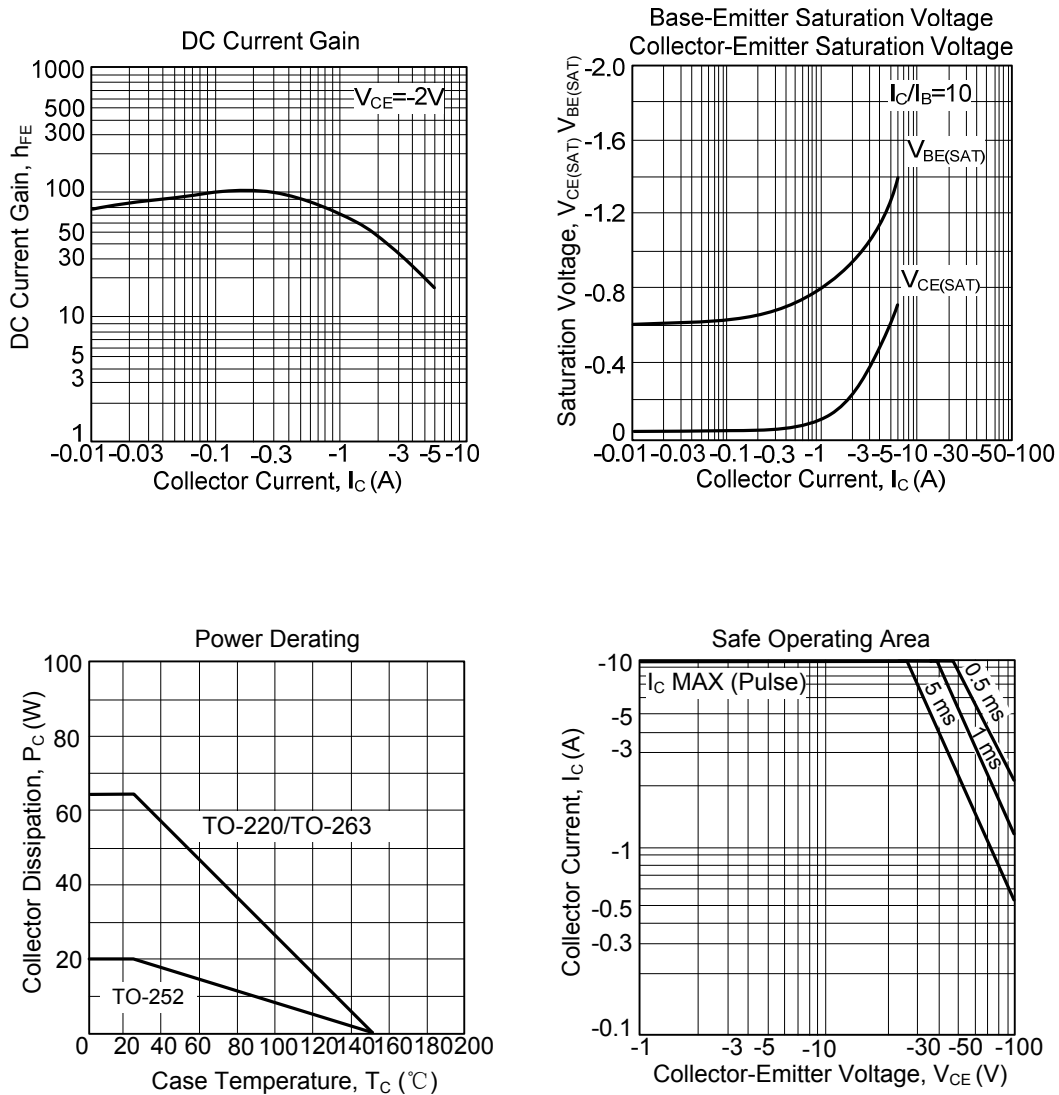 DC Current Gain
DC Current Gain, hFE
1000
500
300
100
50
30
10
5
3
1
VCE=-2V
-0.01 -0.03 -0.1 -0.3 -1 -3 -5 -10
Collector Current, IC (A)
Base-Emitter Saturation Voltage
Collector-Emitter Saturation Voltage
Saturation Voltage, VCE(SAT) VBE(SAT)
-2.0
-1.6
-1.2
-0.8
-0.4
0
IC/IB=10
VBE(SAT)
VCE(SAT)
-0.01 -0.03 -0.1 -0.3 -1 -3 -5 -10 -30 -50 -100
Collector Current, IC (A)
Power Derating
Collector Dissipation, PC (W)
100
80
60
40
20
TO-220/TO-263
TO-252
0 20 40 60 80 100 120 140 160 180 200
Case Temperature, TC (℃)
Safe Operating Area
Collector Current, IC (A)
-10
-5
-3
-1
-0.5
-0.3
-0.1
IC MAX (Pulse)
0.5 ms
1 ms
5 ms
-1 -3 -5 -10 -30 -50 -100
Collector-Emitter Voltage, VCE (V)